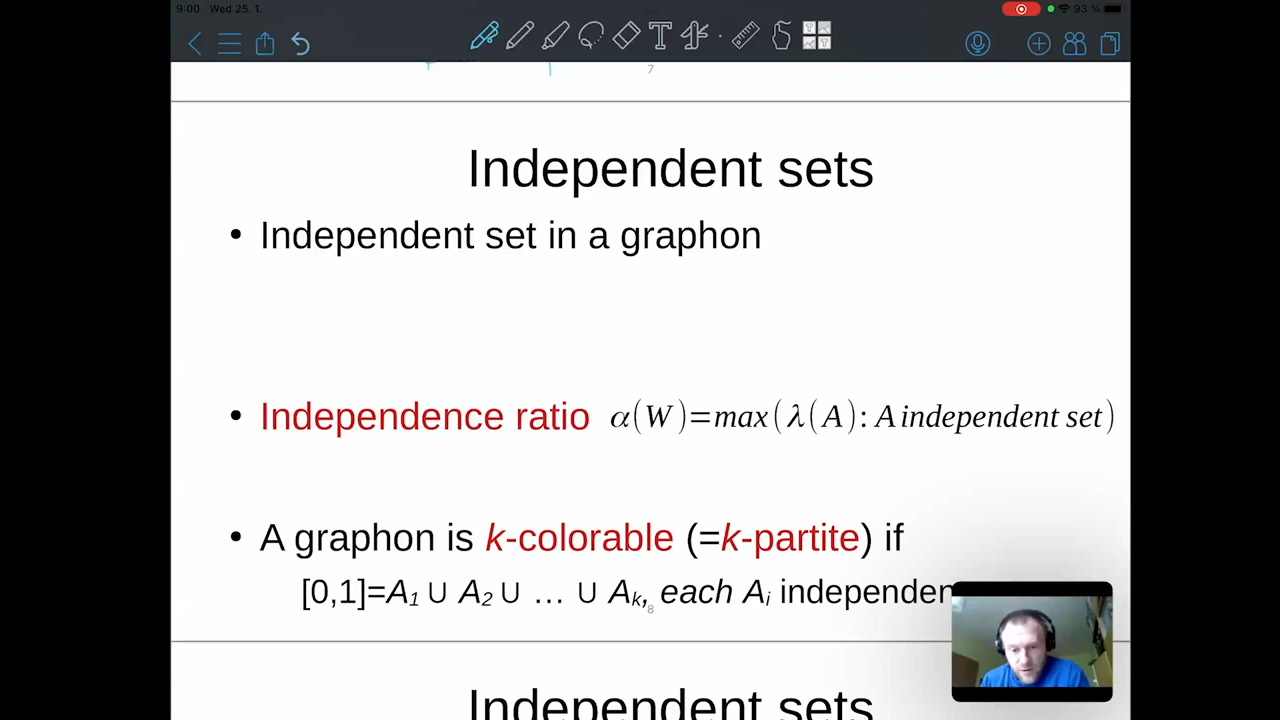 9:00 Wed 25. 1.
93 %
7
Independent sets
• Independent set in a graphon
• Independence ratio α(W)=max(λ(A): A independent set)
• A graphon is k-colorable (=k-partite) if
[0,1]=A₁ ∪ A₂ ∪ … ∪ Aₖ, each Aᵢ independen
8
Independent sets